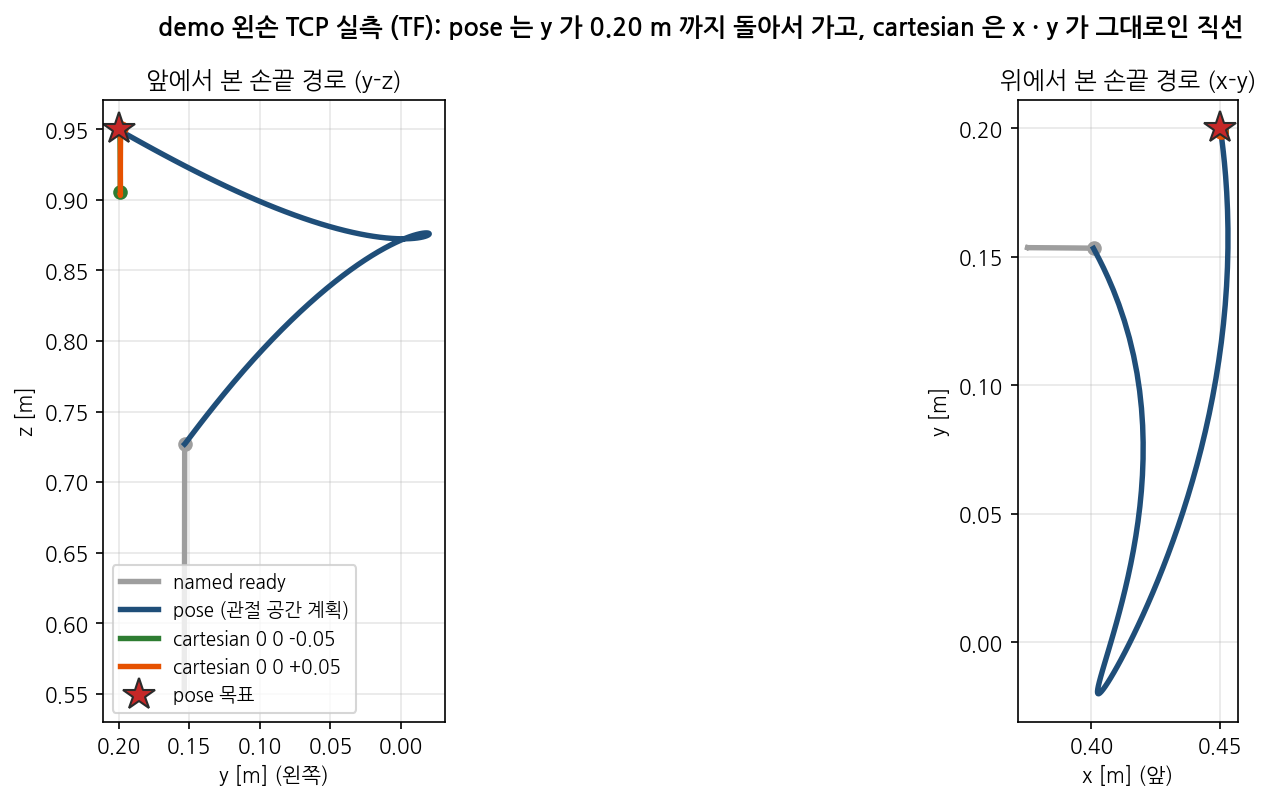 demo 왼손 TCP 실측 (TF): pose 는 y 가 0.20 m 까지 돌아서 가고, cartesian 은 x · y 가 그대로인 직선
앞에서 본 손끝 경로 (y-z)
0.95
0.90
0.85
0.80
0.75
0.70
0.65
0.60
0.55
z [m]
named ready
pose (관절 공간 계획)
cartesian 0 0 -0.05
cartesian 0 0 +0.05
pose 목표
0.20 0.15 0.10 0.05 0.00
y [m] (왼쪽)
위에서 본 손끝 경로 (x-y)
0.20
0.15
0.10
0.05
0.00
y [m]
0.40 0.45
x [m] (앞)